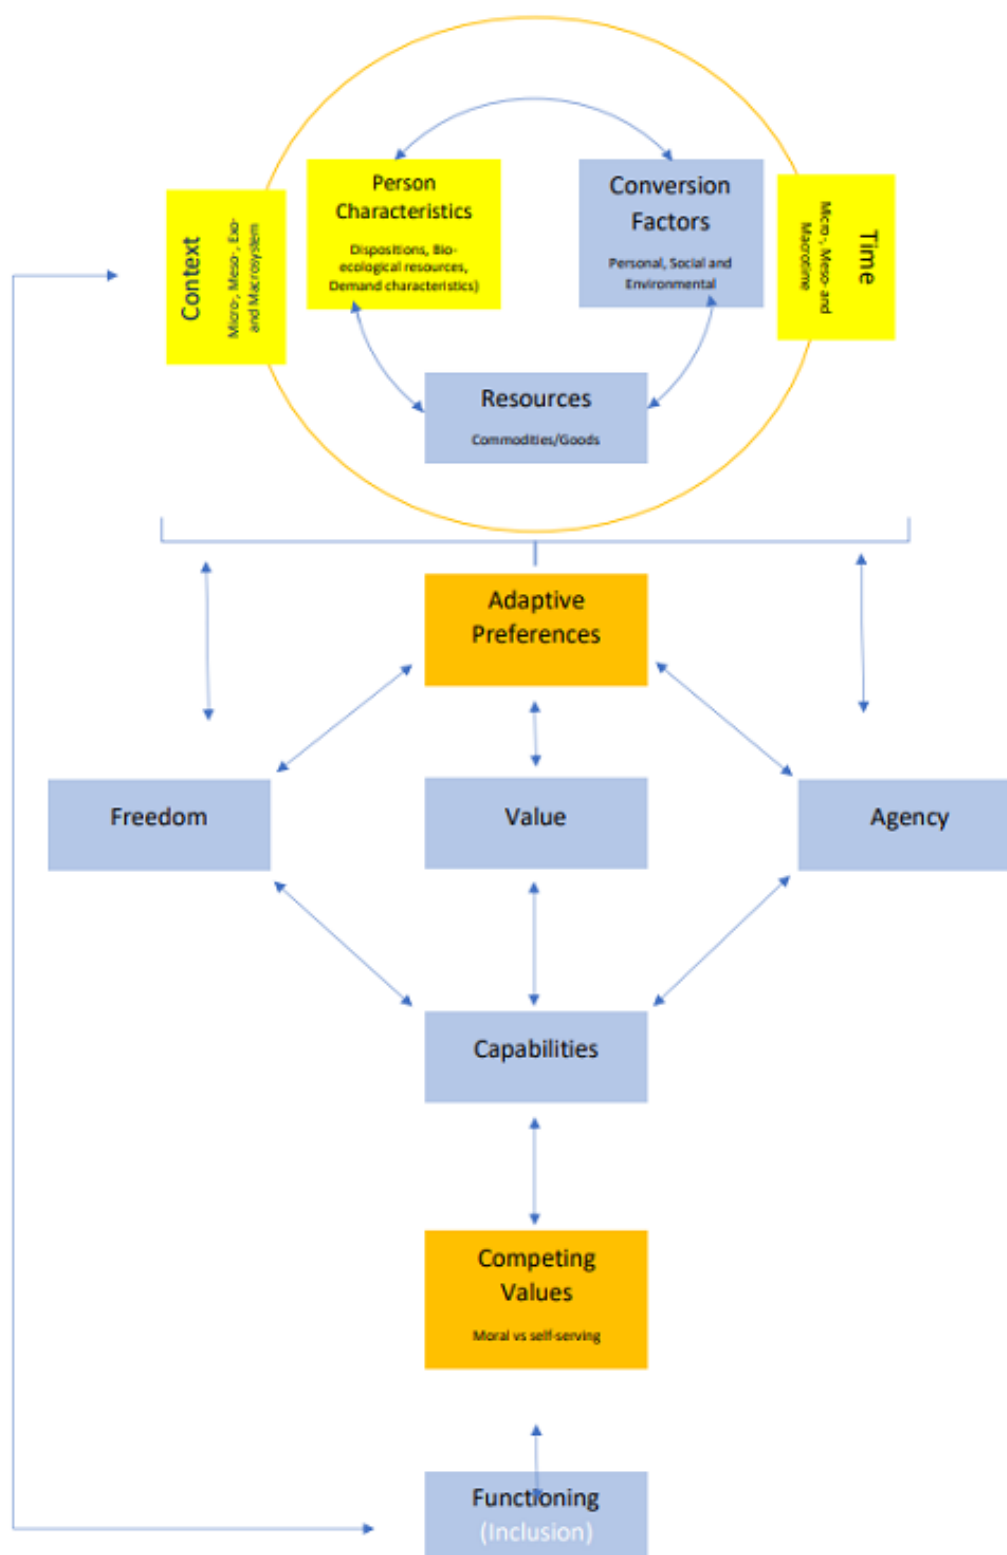 Person
Characteristics
Dispositions, Bio-
ecological resources,
Demand characteristics)
Conversion
Factors
Personal, Social and
Environmental
Context
Micro-, Meso-, Exo-
and Macrosystem
Time
Micro-, Meso- and
Macrotime
Resources
Commodities/Goods
Adaptive
Preferences
Freedom
Value
Agency
Capabilities
Competing
Values
Moral vs self-serving
Functioning
(Inclusion)